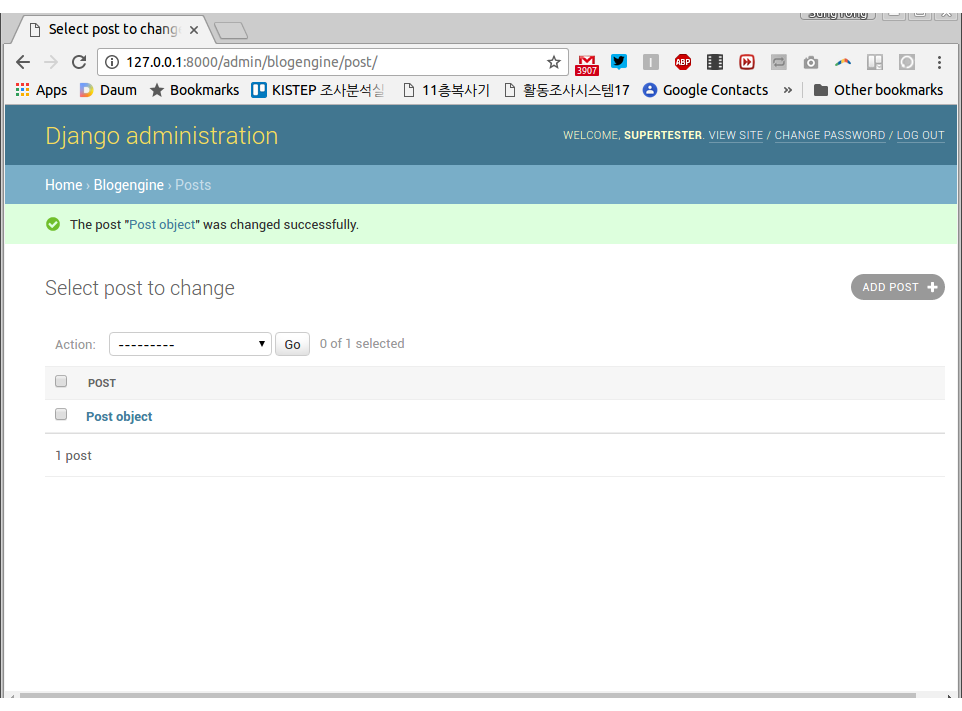 SungYong
Select post to chang
127.0.0.1:8000/admin/blogengine/post/
3907
ABP
Apps Daum Bookmarks KISTEP 조사분석실 11층복사기 활동조사시스템17 Google Contacts » Other bookmarks
Django administration
WELCOME, SUPERTESTER. VIEW SITE / CHANGE PASSWORD / LOG OUT
Home › Blogengine › Posts
The post "Post object" was changed successfully.
Select post to change
ADD POST +
Action: --------- Go 0 of 1 selected
POST
Post object
1 post